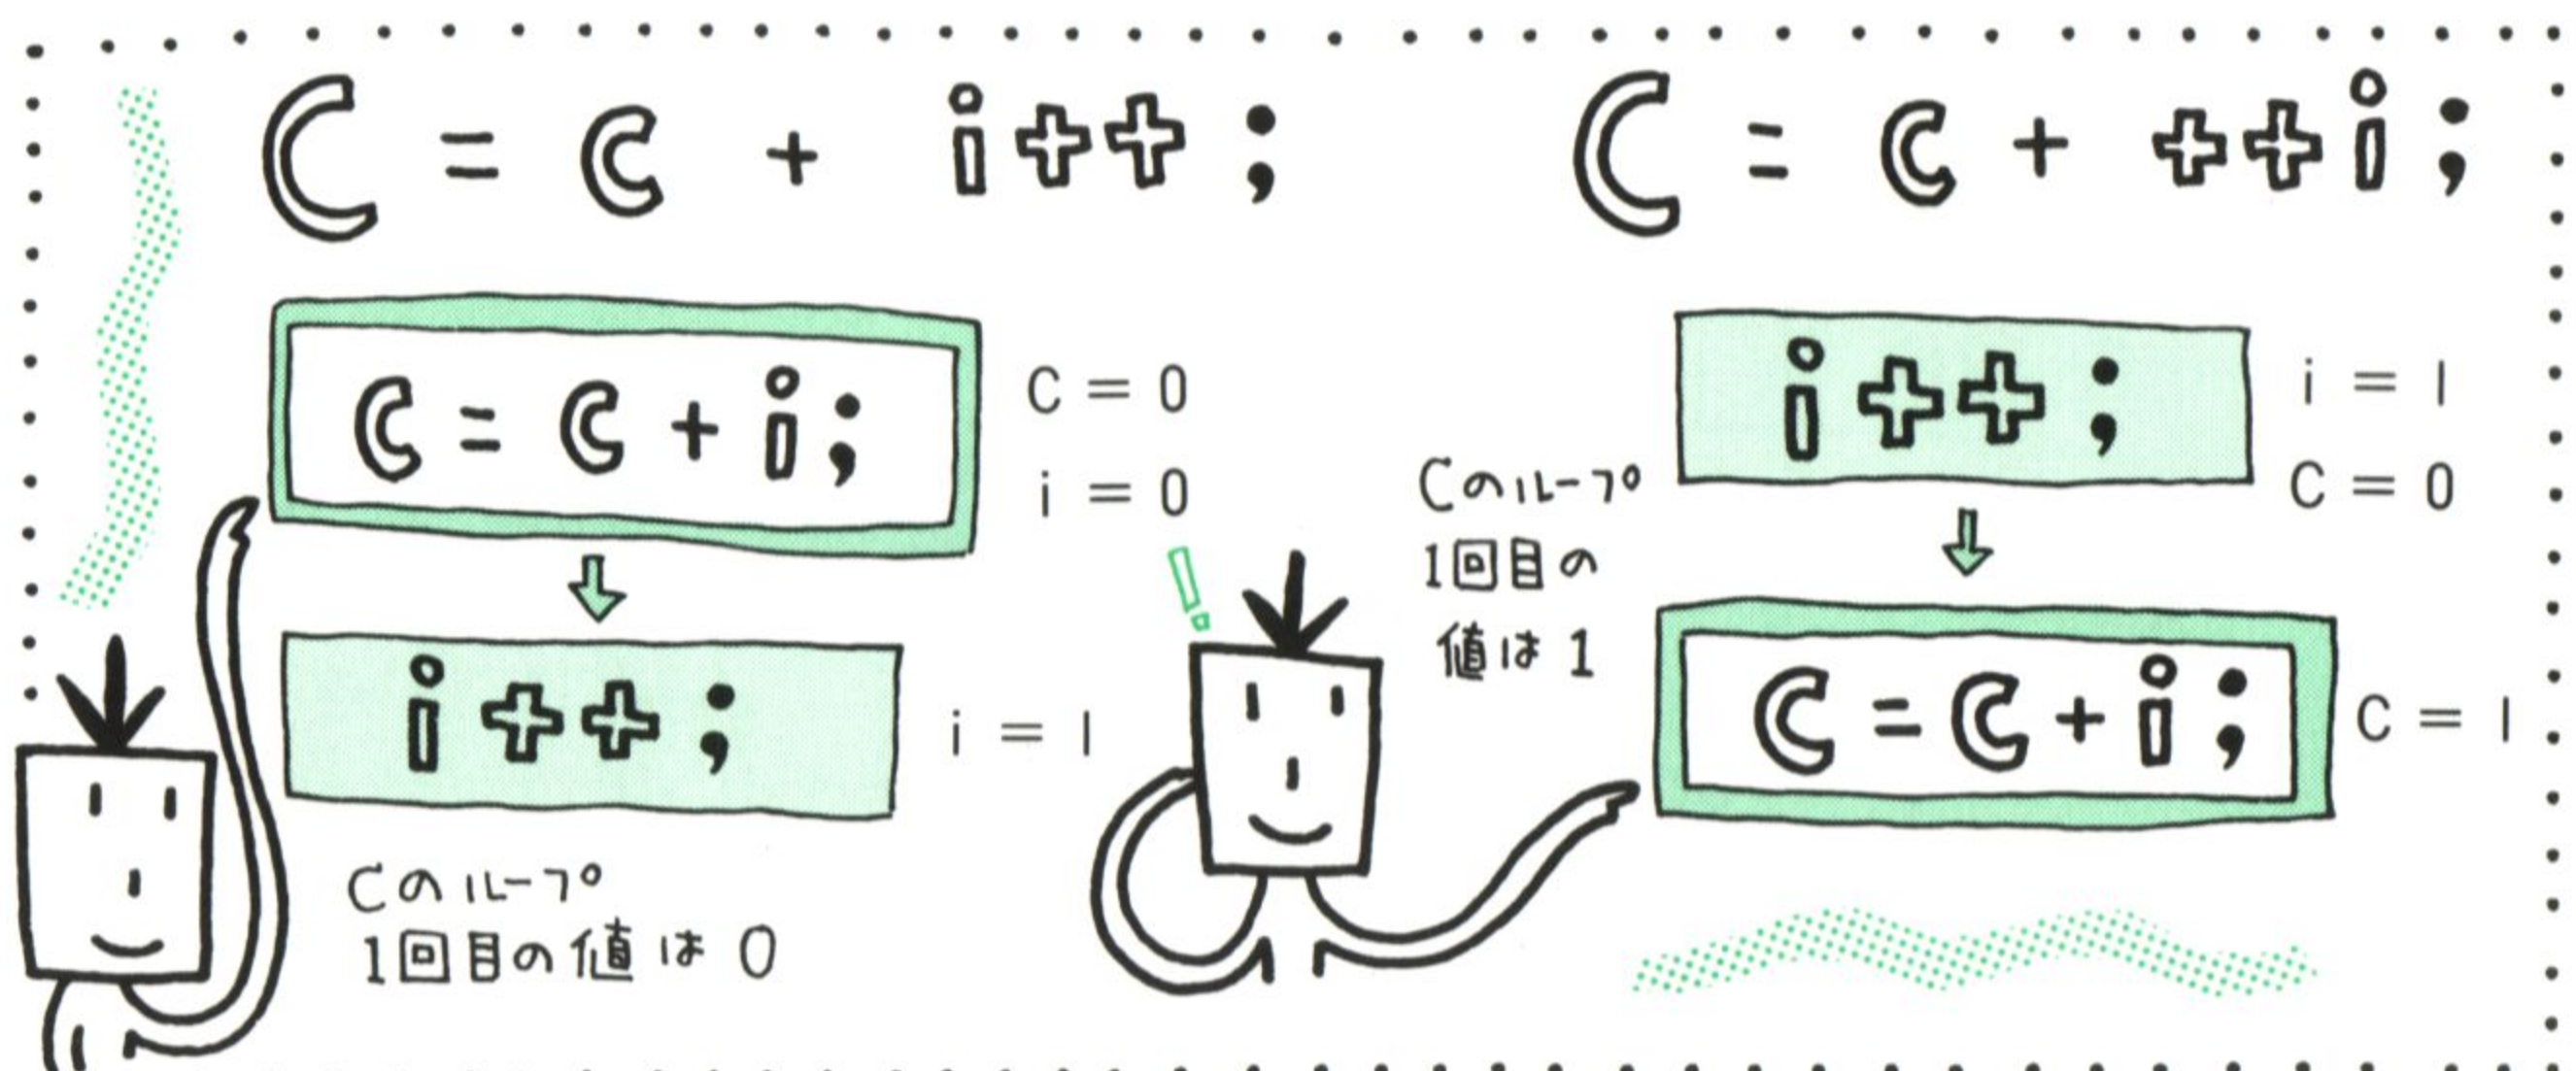 C = C + i++;
C = C + i;
C = 0
i = 0
i++;
i = 1
Cのループ
1回目の値は 0
C = C + ++i;
i++;
i = 1
C = 0
Cのループ
1回目の
値は 1
C = C + i;
C = 1